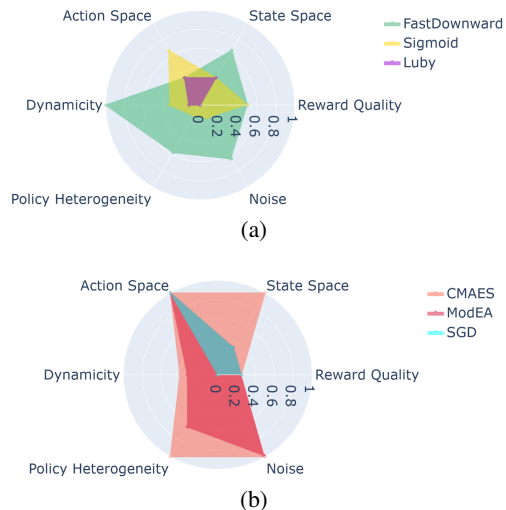 Action Space
State Space
FastDownward
Sigmoid
Luby
Dynamicity
Reward Quality
0
0.2
0.4
0.6
0.8
1
Policy Heterogeneity
Noise
(a)
Action Space
State Space
CMAES
ModEA
SGD
Dynamicity
Reward Quality
0
0.2
0.4
0.6
0.8
1
Policy Heterogeneity
Noise
(b)